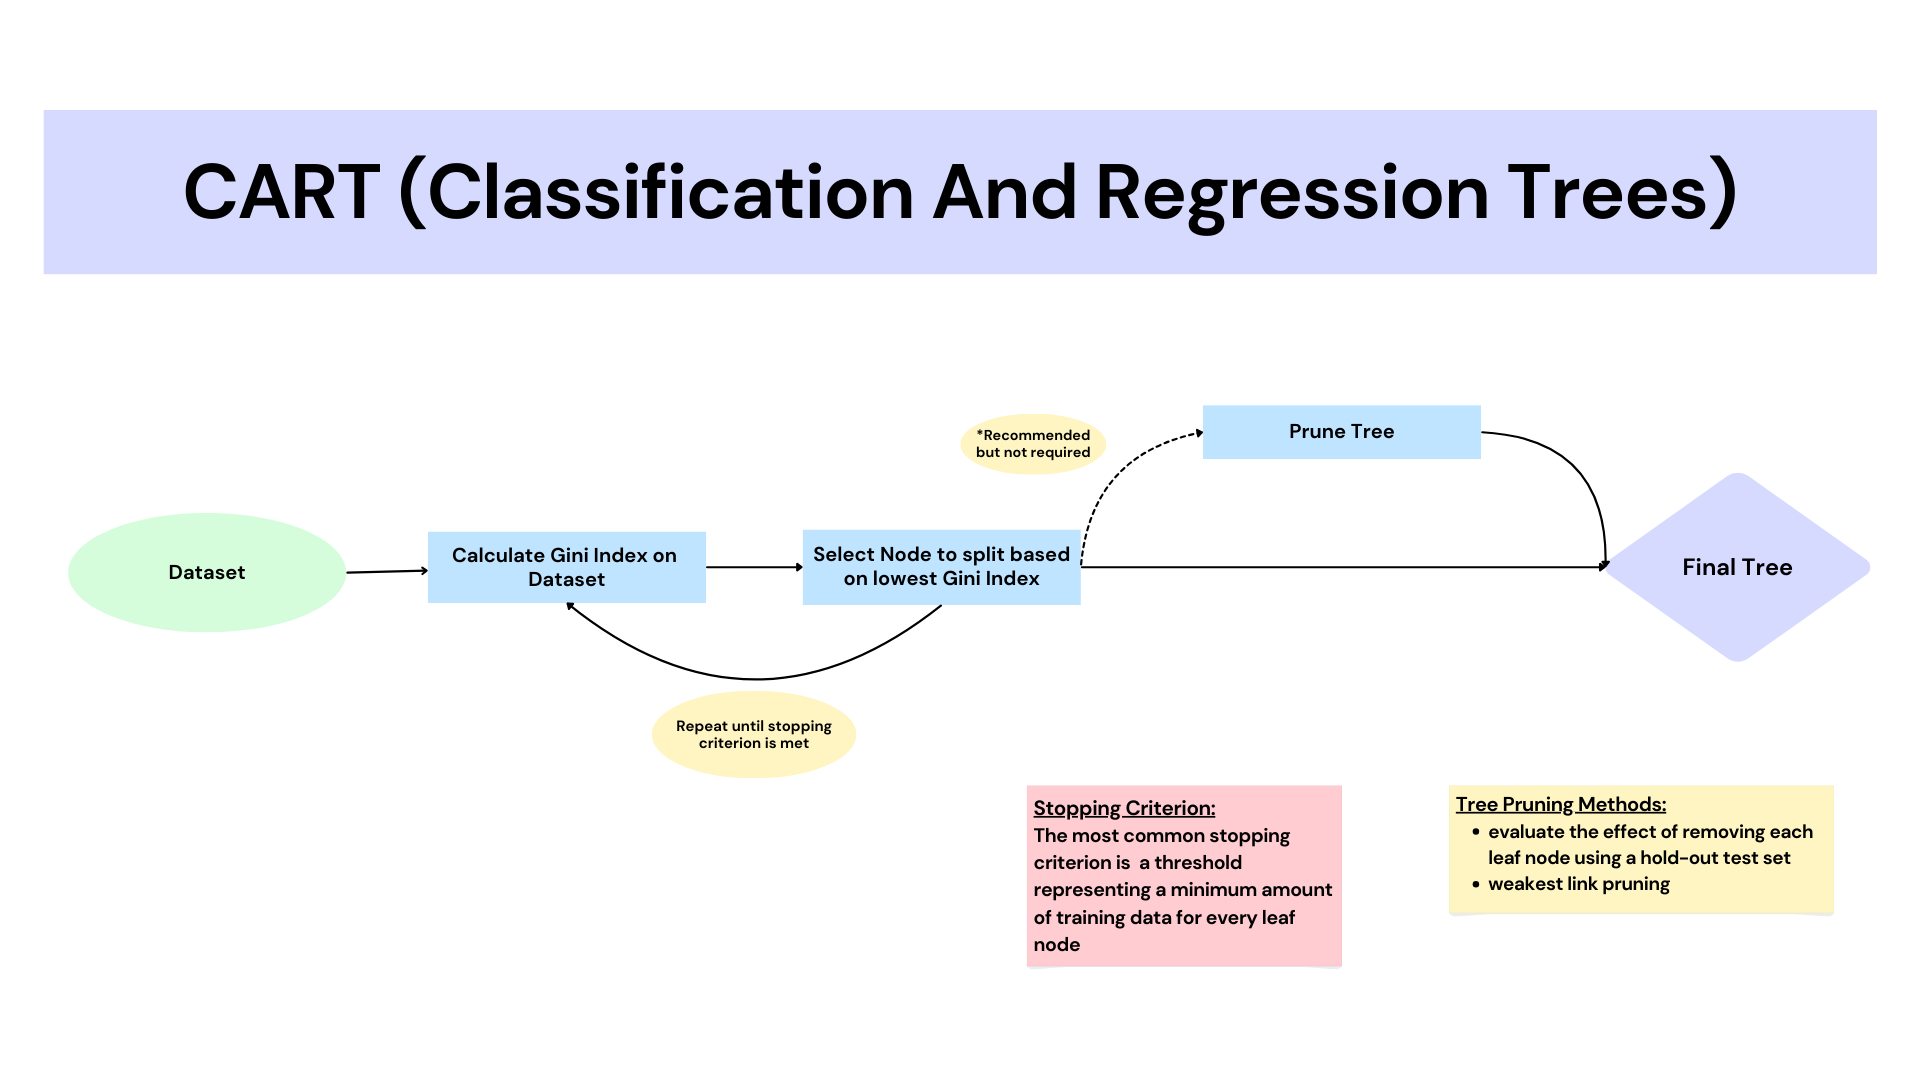 CART (Classification And Regression Trees)
*Recommended
but not required
Prune Tree
Dataset
Calculate Gini Index on
Dataset
Select Node to split based
on lowest Gini Index
Final Tree
Repeat until stopping
criterion is met
Stopping Criterion:
The most common stopping
criterion is  a threshold
representing a minimum amount
of training data for every leaf
node
Tree Pruning Methods:
• evaluate the effect of removing each
leaf node using a hold-out test set
• weakest link pruning